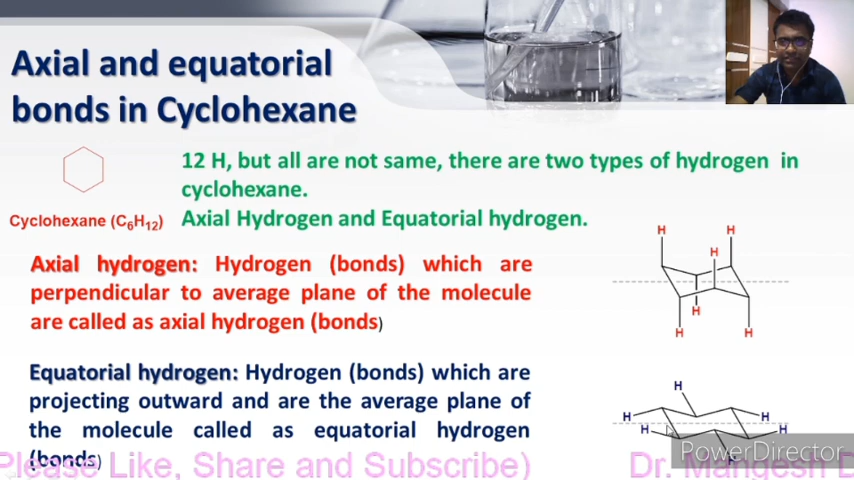 Axial and equatorial
bonds in Cyclohexane
12 H, but all are not same, there are two types of hydrogen in
cyclohexane.
Cyclohexane (C6H12)
Axial Hydrogen and Equatorial hydrogen.
Axial hydrogen: Hydrogen (bonds) which are
perpendicular to average plane of the molecule
are called as axial hydrogen (bonds)
H H
H
H
H H
Equatorial hydrogen: Hydrogen (bonds) which are
projecting outward and are the average plane of
the molecule called as equatorial hydrogen
(bonds)
H
H H
H H
PowerDirector
Please Like, Share and Subscribe) Dr. Mangesh